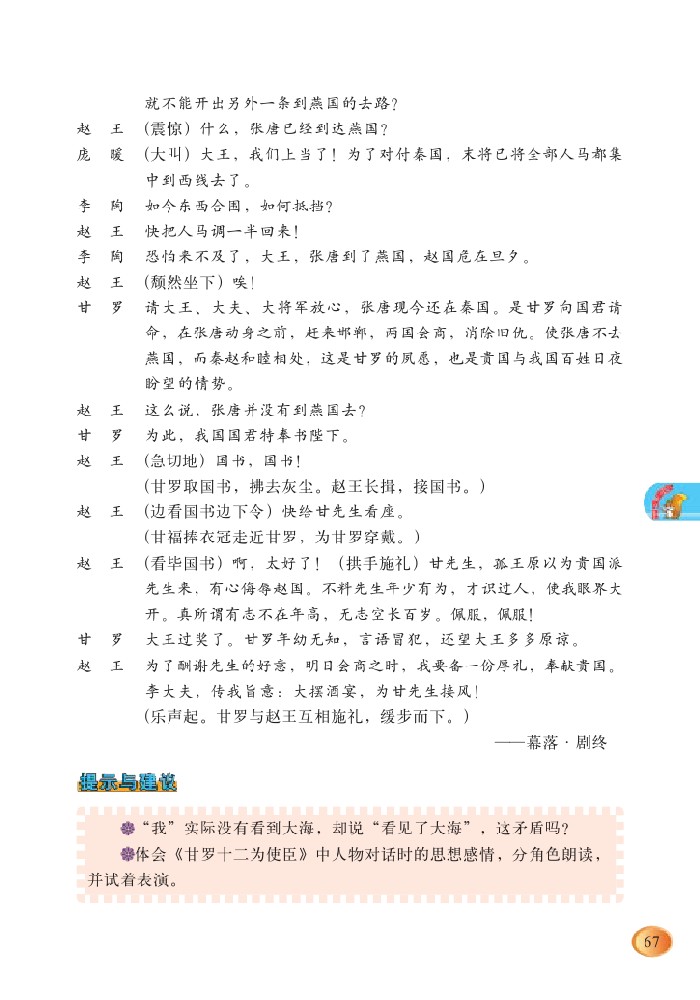 就不能开出另外一条到燕国的去路？
赵 王 （震惊）什么，张唐已经到达燕国？
庞 暖 （大叫）大王，我们上当了！为了对付秦国，末将已将全部人马都集
中到西线去了。
李 陶 如今东西合围，如何抵挡？
赵 王 快把人马调一半回来！
李 陶 恐怕来不及了，大王，张唐到了燕国，赵国危在旦夕。
赵 王 （颓然坐下）唉！
甘 罗 请大王、大夫、大将军放心，张唐现今还在秦国。是甘罗向国君请
命，在张唐动身之前，赶来邯郸，两国会商，消除旧仇。使张唐不去
燕国，而秦赵和睦相处，这是甘罗的夙愿，也是贵国与我国百姓日夜
盼望的情势。
赵 王 这么说，张唐并没有到燕国去？
甘 罗 为此，我国国君特奉书陛下。
赵 王 （急切地）国书，国书！
（甘罗取国书，拂去灰尘。赵王长揖，接国书。）
赵 王 （边看国书边下令）快给甘先生看座。
（甘福捧衣冠走近甘罗，为甘罗穿戴。）
赵 王 （看毕国书）啊，太好了！（拱手施礼）甘先生，孤王原以为贵国派
先生来，有心侮辱赵国。不料先生年少有为，才识过人，使我眼界大
开。真所谓有志不在年高，无志空长百岁。佩服，佩服！
甘 罗 大王过奖了。甘罗年幼无知，言语冒犯，还望大王多多原谅。
赵 王 为了酬谢先生的好意，明日会商之时，我要备一份厚礼，奉献贵国。
李大夫，传我旨意：大摆酒宴，为甘先生接风！
（乐声起。甘罗与赵王互相施礼，缓步而下。）
——幕落·剧终
提示与建议
“我”实际没有看到大海，却说“看见了大海”，这矛盾吗？
体会《甘罗十二为使臣》中人物对话时的思想感情，分角色朗读，
并试着表演。
67